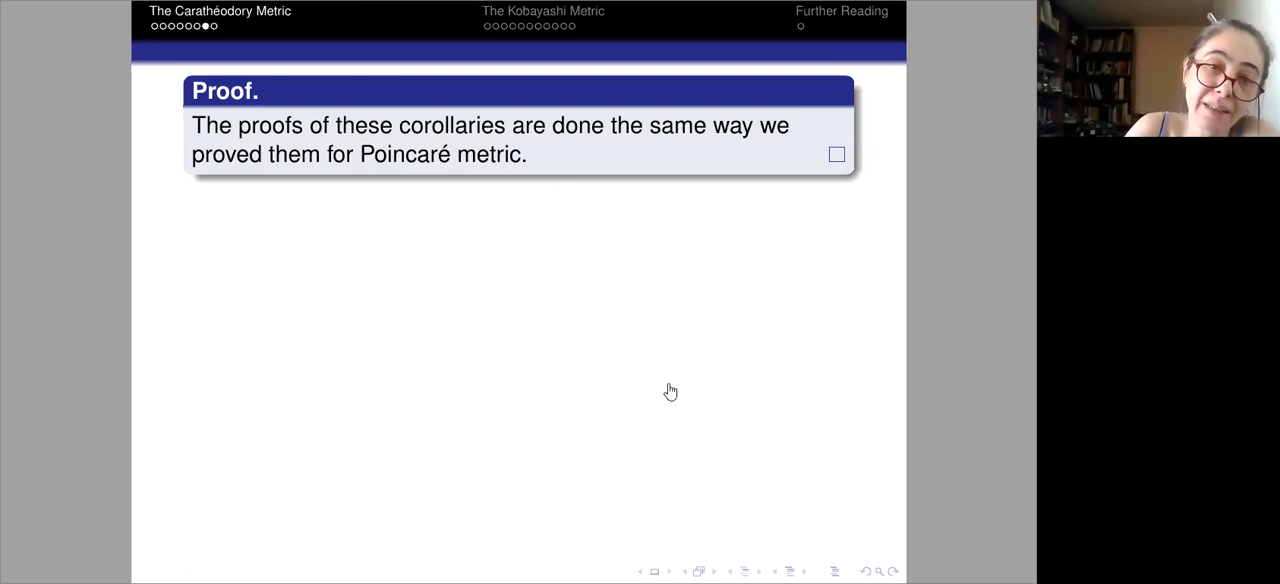 The Carathéodory Metric
The Kobayashi Metric
Further Reading
Proof.
The proofs of these corollaries are done the same way we
proved them for Poincaré metric.